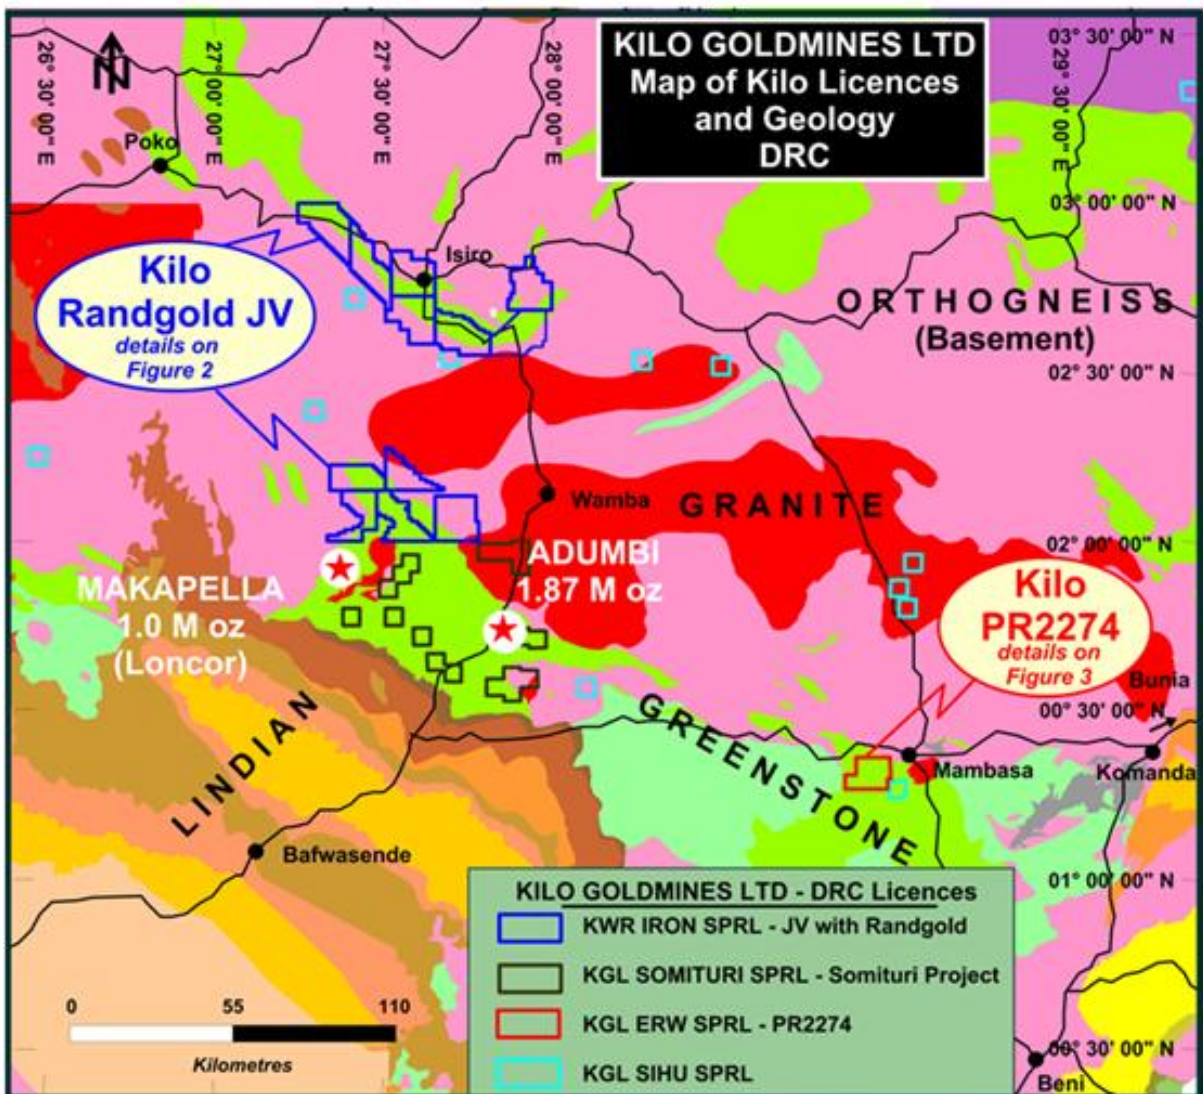 KILO GOLDMINES LTD
Map of Kilo Licences
and Geology
DRC
26° 30' 00" E
27° 00' 00" E
27° 30' 00" E
28° 00' 00" E
29° 30' 00" E
03° 30' 00" N
N
Poko
03° 00' 00" N
Isiro
Kilo
Randgold JV
details on
Figure 2
ORTHOGNEISS
(Basement)
02° 30' 00" N
Wamba
GRANITE
02° 00' 00" N
ADUMBI
1.87 M oz
MAKAPELLA
1.0 M oz
(Loncor)
Kilo
PR2274
details on
Figure 3
Bunia
00° 30' 00" N
LINDIAN
GREENSTONE
Mambasa
Komanda
Bafwasende
01° 00' 00" N
KILO GOLDMINES LTD - DRC Licences
KWR IRON SPRL - JV with Randgold
KGL SOMITURI SPRL - Somituri Project
KGL ERW SPRL - PR2274
KGL SIHU SPRL
0 55 110
Kilometres
00° 30' 00" N
Beni